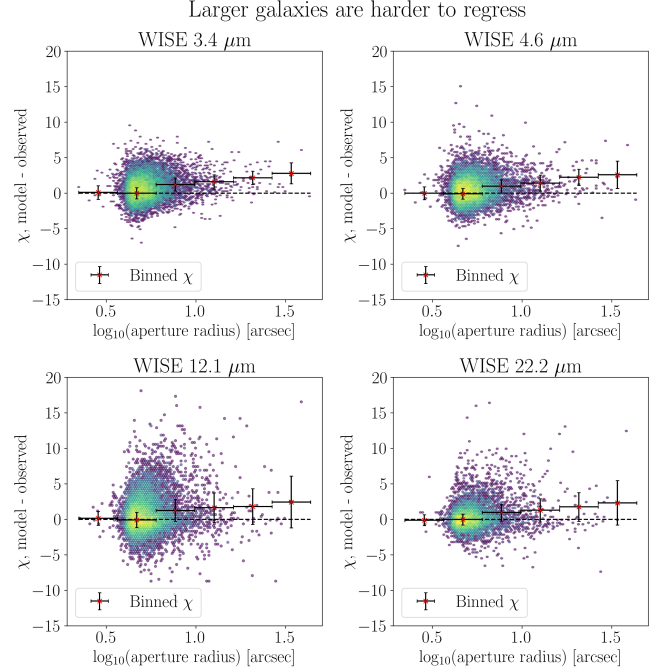 Larger galaxies are harder to regress
WISE 3.4 μm
20
15
10
5
0
−5
−10
−15
χ, model - observed
Binned χ
0.5 1.0 1.5
log₁₀(aperture radius) [arcsec]
WISE 4.6 μm
20
15
10
5
0
−5
−10
−15
χ, model - observed
Binned χ
0.5 1.0 1.5
log₁₀(aperture radius) [arcsec]
WISE 12.1 μm
20
15
10
5
0
−5
−10
−15
χ, model - observed
Binned χ
0.5 1.0 1.5
log₁₀(aperture radius) [arcsec]
WISE 22.2 μm
20
15
10
5
0
−5
−10
−15
χ, model - observed
Binned χ
0.5 1.0 1.5
log₁₀(aperture radius) [arcsec]